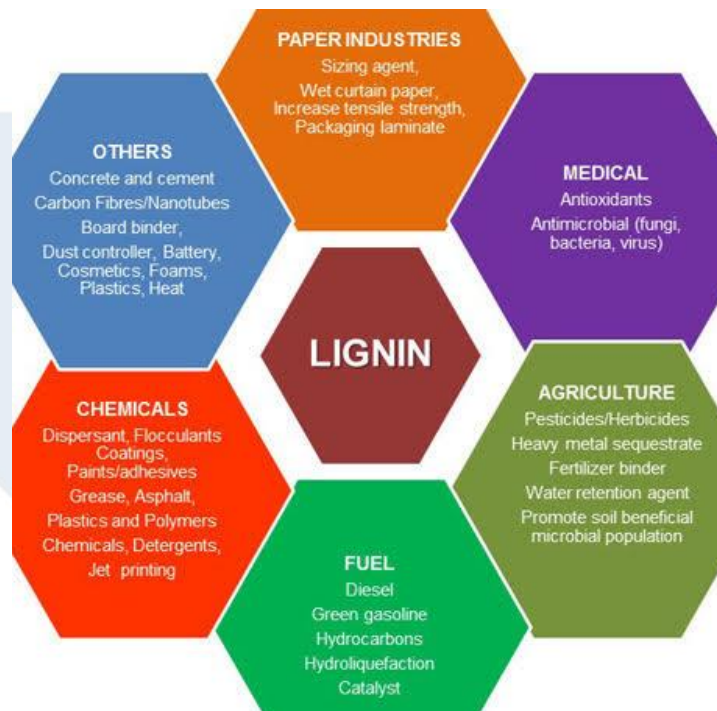 PAPER INDUSTRIES
Sizing agent,
Wet curtain paper,
Increase tensile strength,
Packaging laminate
OTHERS
Concrete and cement
Carbon Fibres/Nanotubes
Board binder,
Dust controller, Battery,
Cosmetics, Foams,
Plastics, Heat
MEDICAL
Antioxidants
Antimicrobial (fungi,
bacteria, virus)
LIGNIN
CHEMICALS
Dispersant, Flocculants
Coatings,
Paints/adhesives
Grease, Asphalt,
Plastics and Polymers
Chemicals, Detergents,
Jet printing
AGRICULTURE
Pesticides/Herbicides
Heavy metal sequestrate
Fertilizer binder
Water retention agent
Promote soil beneficial
microbial population
FUEL
Diesel
Green gasoline
Hydrocarbons
Hydroliquefaction
Catalyst